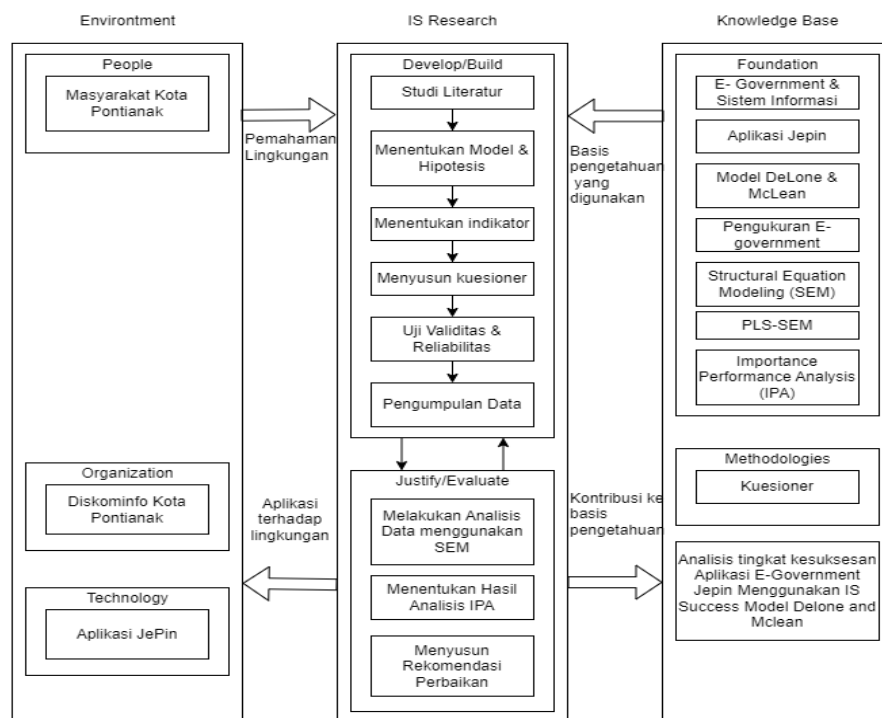 Environtment
People
Masyarakat Kota
Pontianak
Organization
Diskominfo Kota
Pontianak
Technology
Aplikasi JePin
Pemahaman
Lingkungan
Aplikasi
terhadap
lingkungan
IS Research
Develop/Build
Studi Literatur
Menentukan Model &
Hipotesis
Menentukan indikator
Menyusun kuesioner
Uji Validitas &
Reliabilitas
Pengumpulan Data
Justify/Evaluate
Melakukan Analisis
Data menggunakan
SEM
Menentukan Hasil
Analisis IPA
Menyusun
Rekomendasi
Perbaikan
Basis
pengetahuan
yang
digunakan
Kontribusi ke
basis
pengetahuan
Knowledge Base
Foundation
E- Government &
Sistem Informasi
Aplikasi Jepin
Model DeLone &
McLean
Pengukuran E-
government
Structural Equation
Modeling (SEM)
PLS-SEM
Importance
Performance Analysis
(IPA)
Methodologies
Kuesioner
Analisis tingkat kesuksesan
Aplikasi E-Government
Jepin Menggunakan IS
Success Model Delone and
Mclean